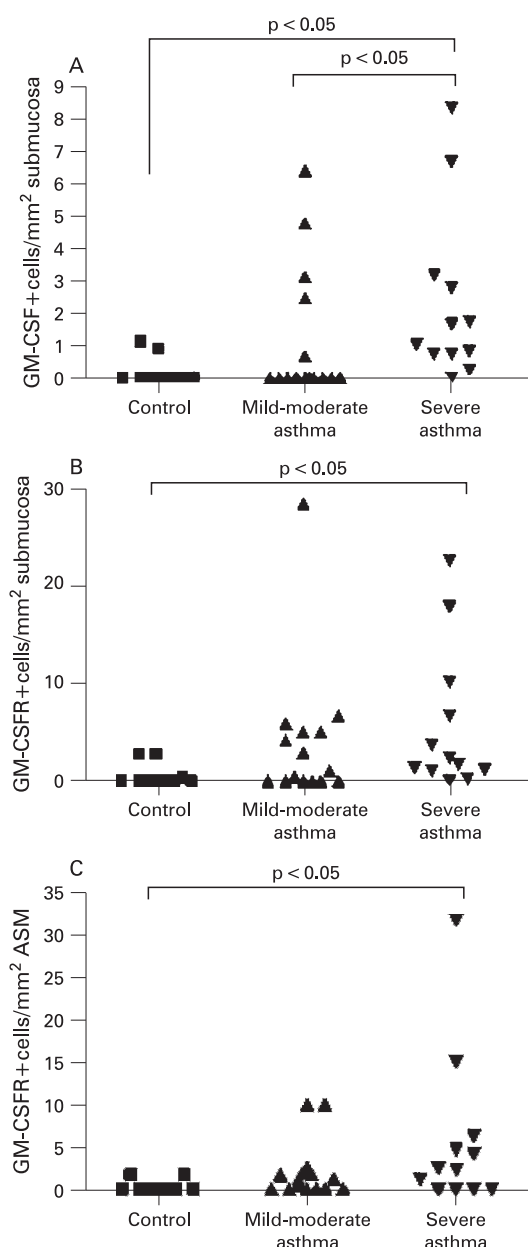 p < 0.05
A
p < 0.05
GM-CSF+cells/mm² submucosa
9
8
7
6
5
4
3
2
1
0
Control
Mild-moderate
asthma
Severe
asthma
B
p < 0.05
GM-CSFR+cells/mm² submucosa
30
20
10
0
Control
Mild-moderate
asthma
Severe
asthma
C
p < 0.05
GM-CSFR+cells/mm² ASM
35
30
25
20
15
10
5
0
Control
Mild-moderate
asthma
Severe
asthma